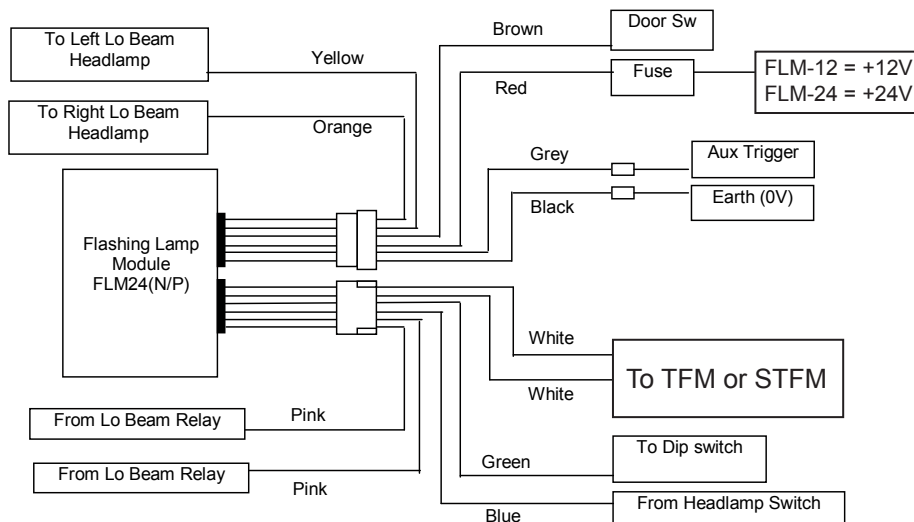 To Left Lo Beam
Headlamp
Yellow
Brown
Door Sw
Red
Fuse
FLM-12 = +12V
FLM-24 = +24V
To Right Lo Beam
Headlamp
Orange
Grey
Aux Trigger
Black
Earth (0V)
Flashing Lamp
Module
FLM24(N/P)
White
White
To TFM or STFM
From Lo Beam Relay
Pink
From Lo Beam Relay
Pink
Green
To Dip switch
Blue
From Headlamp Switch